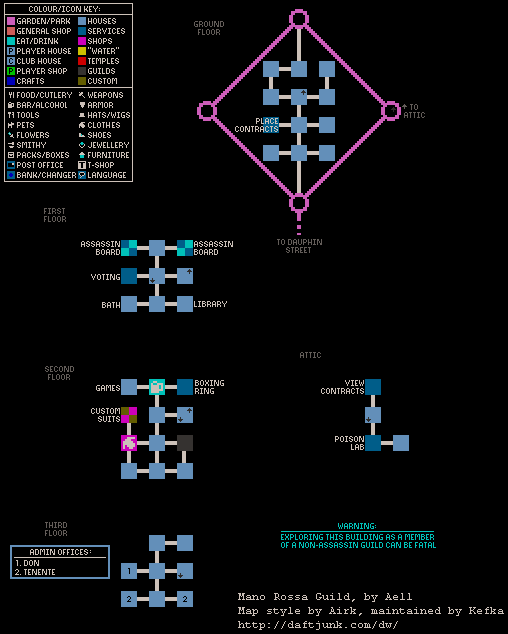 COLOUR/ICON KEY:
GARDEN/PARK
HOUSES
GENERAL SHOP
SERVICES
EAT/DRINK
SHOPS
P PLAYER HOUSE
"WATER"
C CLUB HOUSE
TEMPLES
P PLAYER SHOP
GUILDS
CRAFTS
CUSTOM
FOOD/CUTLERY
WEAPONS
BAR/ALCOHOL
ARMOR
TOOLS
HATS/WIGS
PETS
CLOTHES
FLOWERS
SHOES
SMITHY
JEWELLERY
PACKS/BOXES
FURNITURE
POST OFFICE
T T-SHOP
BANK/CHANGER
LANGUAGE
GROUND
FLOOR
PLACE
CONTRACTS
TO
ATTIC
TO DAUPHIN
STREET
FIRST
FLOOR
ASSASSIN
BOARD
ASSASSIN
BOARD
VOTING
BATH
LIBRARY
SECOND
FLOOR
GAMES
BOXING
RING
CUSTOM
SUITS
ATTIC
VIEW
CONTRACTS
POISON
LAB
THIRD
FLOOR
ADMIN OFFICES:
1. DON
2. TENENTE
1
2
2
WARNING:
EXPLORING THIS BUILDING AS A MEMBER
OF A NON-ASSASSIN GUILD CAN BE FATAL
Mano Rossa Guild, by Aell
Map style by Airk, maintained by Kefka
http://daftjunk.com/dw/